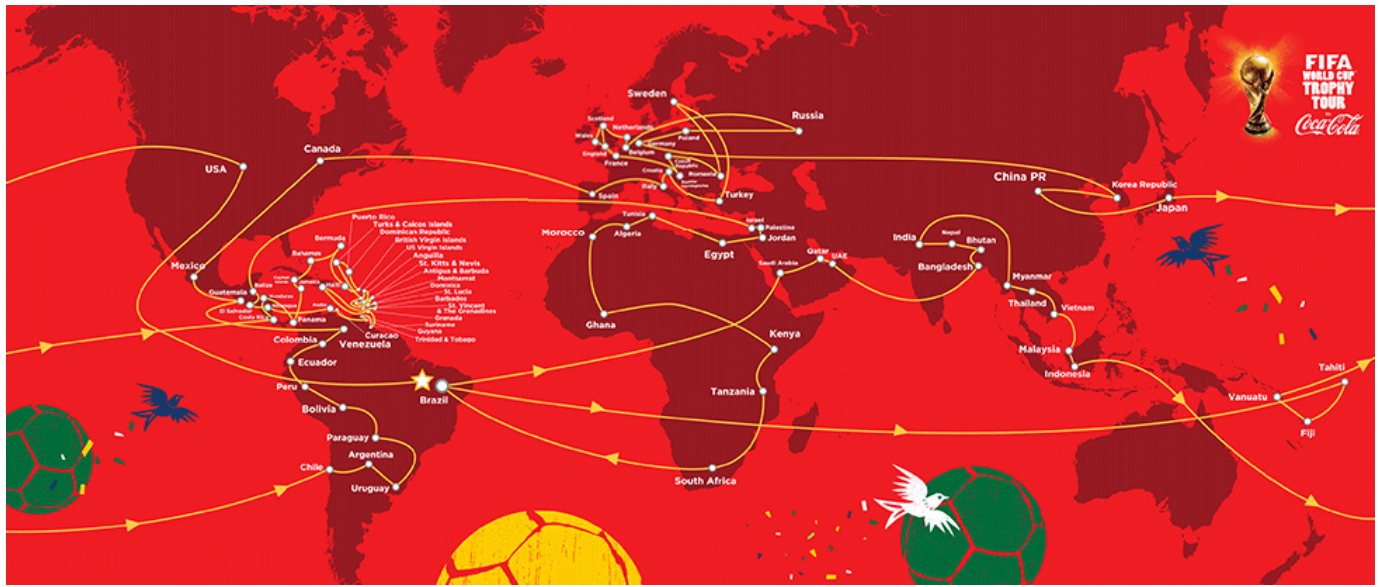 FIFA
WORLD CUP
TROPHY
TOUR
by
Coca-Cola
Sweden
Russia
Scotland
Netherlands
Wales
Poland
Germany
England
Belgium
France
Czech
Republic
Canada
USA
Croatia
Romania
Italy
Bosnia
Herzegovina
Spain
Turkey
China PR
Korea Republic
Japan
Puerto Rico
Turks & Caicos Islands
Dominican Republic
British Virgin Islands
US Virgin Islands
Anguilla
St. Kitts & Nevis
Antigua & Barbuda
Montserrat
Dominica
St. Lucia
Barbados
St. Vincent
& The Grenadines
Grenada
Suriname
Guyana
Trinidad & Tobago
Bermuda
Bahamas
Cayman
Islands
Jamaica
Haiti
Mexico
Guatemala
Belize
Honduras
El Salvador
Nicaragua
Costa Rica
Panama
Aruba
Curacao
Colombia
Venezuela
Ecuador
Peru
Brazil
Bolivia
Paraguay
Argentina
Chile
Uruguay
Tunisia
Morocco
Algeria
Israel
Palestine
Jordan
Egypt
Saudi Arabia
Qatar
UAE
Ghana
Kenya
Tanzania
South Africa
India
Nepal
Bhutan
Bangladesh
Myanmar
Thailand
Vietnam
Malaysia
Indonesia
Tahiti
Vanuatu
Fiji